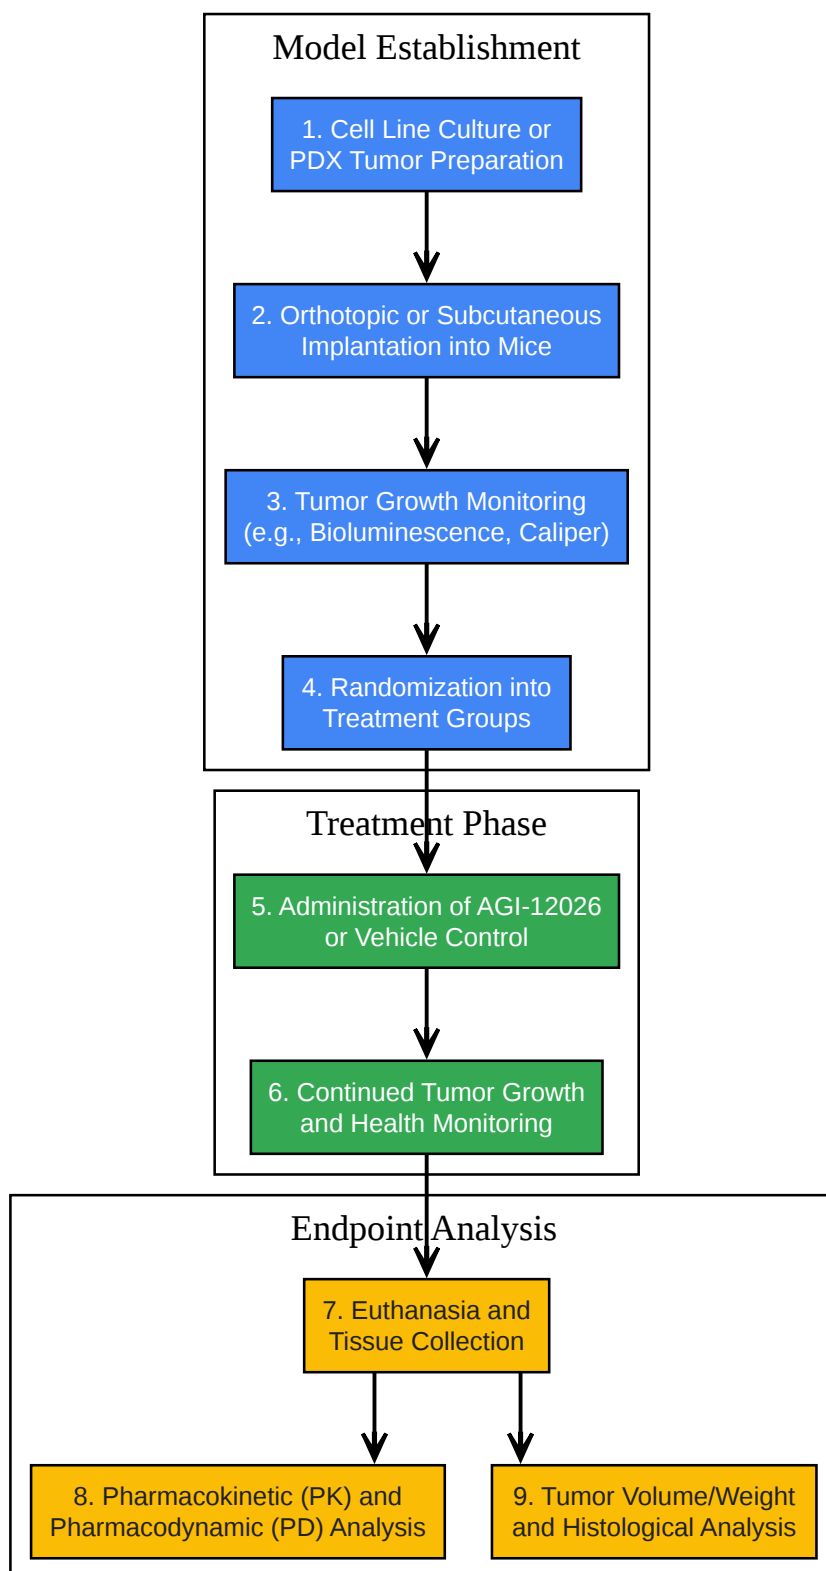 Model Establishment
1. Cell Line Culture or
PDX Tumor Preparation
2. Orthotopic or Subcutaneous
Implantation into Mice
3. Tumor Growth Monitoring
(e.g., Bioluminescence, Caliper)
4. Randomization into
Treatment Groups
Treatment Phase
5. Administration of AGI-12026
or Vehicle Control
6. Continued Tumor Growth
and Health Monitoring
Endpoint Analysis
7. Euthanasia and
Tissue Collection
8. Pharmacokinetic (PK) and
Pharmacodynamic (PD) Analysis
9. Tumor Volume/Weight
and Histological Analysis